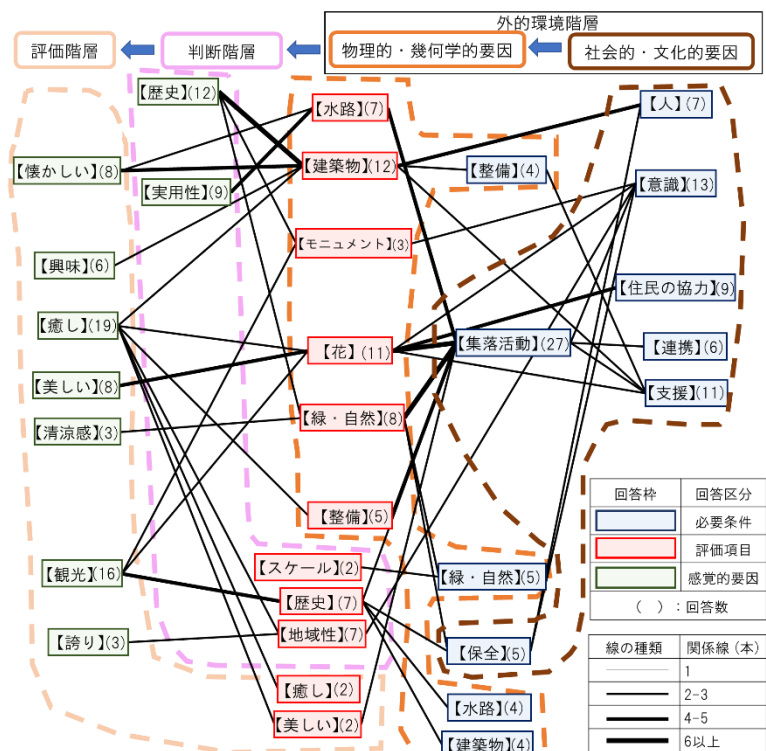 外的環境階層
評価階層
判断階層
物理的・幾何学的要因
社会的・文化的要因
【歴史】(12)
【懐かしい】(8)
【実用性】(9)
【興味】(6)
【癒し】(19)
【美しい】(8)
【清涼感】(3)
【観光】(16)
【誇り】(3)
【水路】(7)
【建築物】(12)
【モニュメント】(3)
【花】(11)
【緑・自然】(8)
【整備】(5)
【スケール】(2)
【歴史】(7)
【地域性】(7)
【癒し】(2)
【美しい】(2)
【整備】(4)
【集落活動】(27)
【緑・自然】(5)
【保全】(5)
【水路】(4)
【建築物】(4)
【人】(7)
【意識】(13)
【住民の協力】(9)
【連携】(6)
【支援】(11)
回答枠 回答区分
必要条件
評価項目
感覚的要因
（ ）：回答数
線の種類 関係線（本）
1
2-3
4-5
6以上